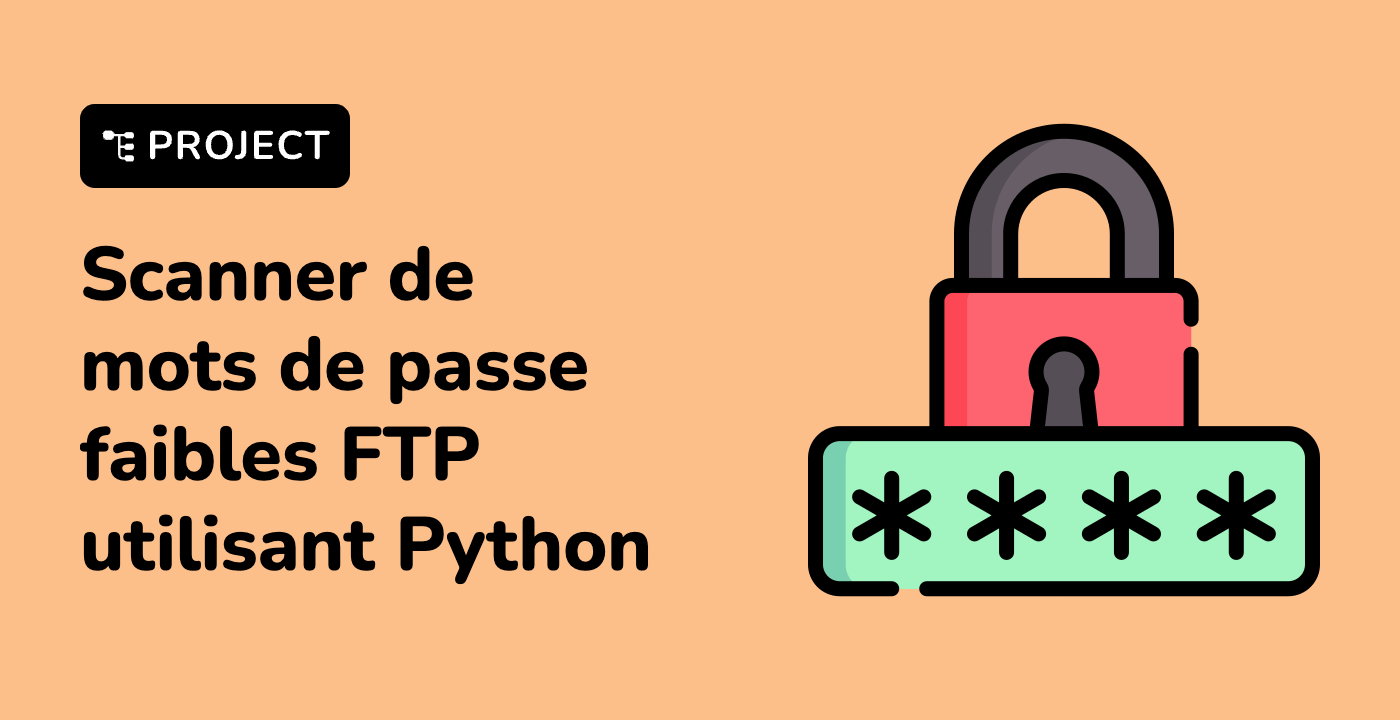 PROJECT
Scanner de
mots de passe
faibles FTP
utilisant Python
* * * *